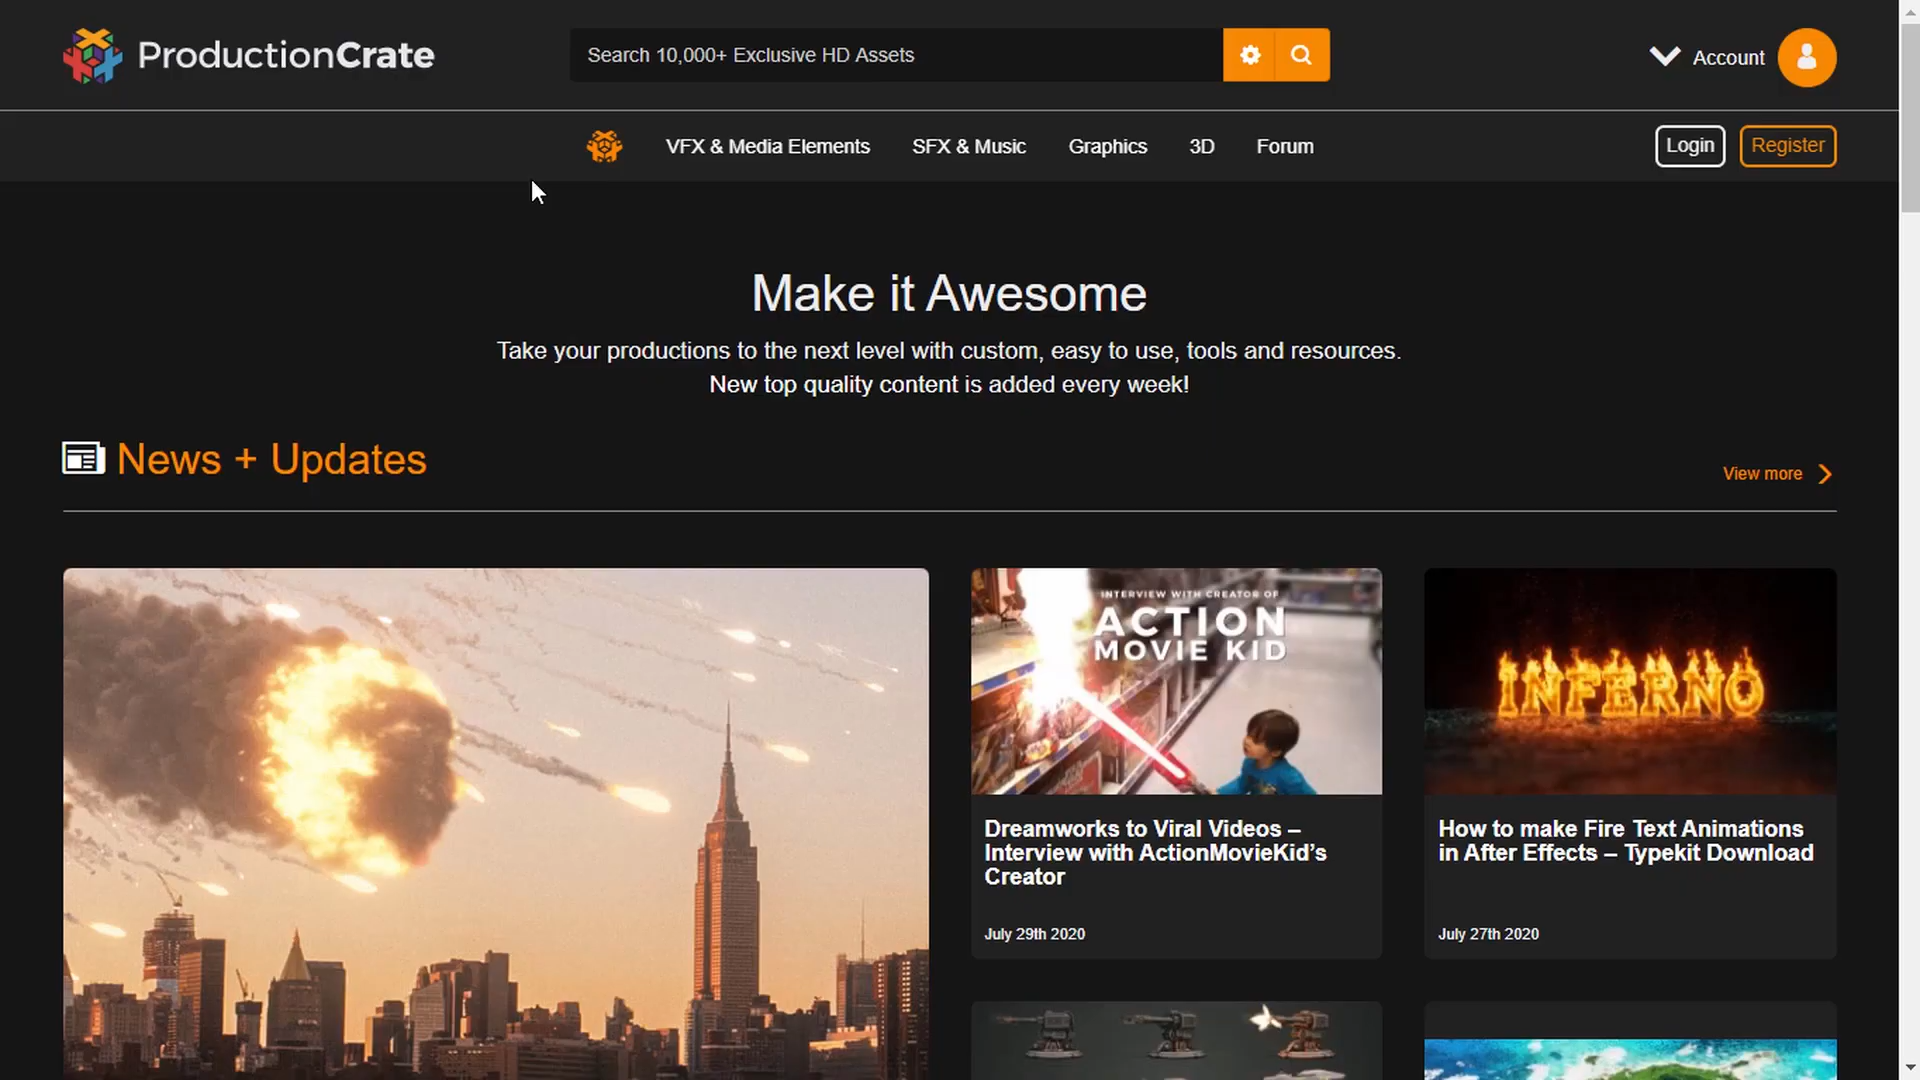 ProductionCrate
Search 10,000+ Exclusive HD Assets
Account
VFX & Media Elements
SFX & Music
Graphics
3D
Forum
Login
Register
Make it Awesome
Take your productions to the next level with custom, easy to use, tools and resources.
New top quality content is added every week!
News + Updates
View more
INTERVIEW WITH CREATOR OF
ACTION
MOVIE KID
INFERNO
Dreamworks to Viral Videos –
Interview with ActionMovieKid's
Creator
July 29th 2020
How to make Fire Text Animations
in After Effects – Typekit Download
July 27th 2020